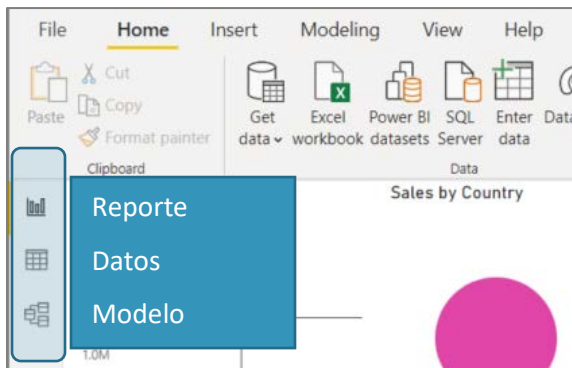 File Home Insert Modeling View Help
Cut
Copy
Paste
Format painter
Get data
Excel workbook
Power BI datasets
SQL Server
Enter data
Clipboard
Data
Sales by Country
Reporte
Datos
Modelo
1.0M